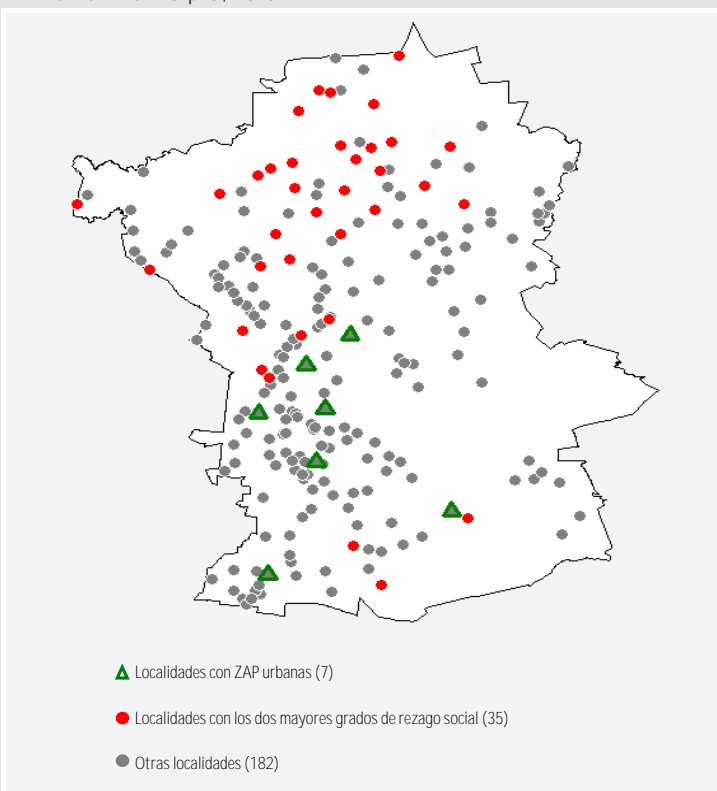 Localidades con ZAP urbanas (7)
Localidades con los dos mayores grados de rezago social (35)
Otras localidades (182)